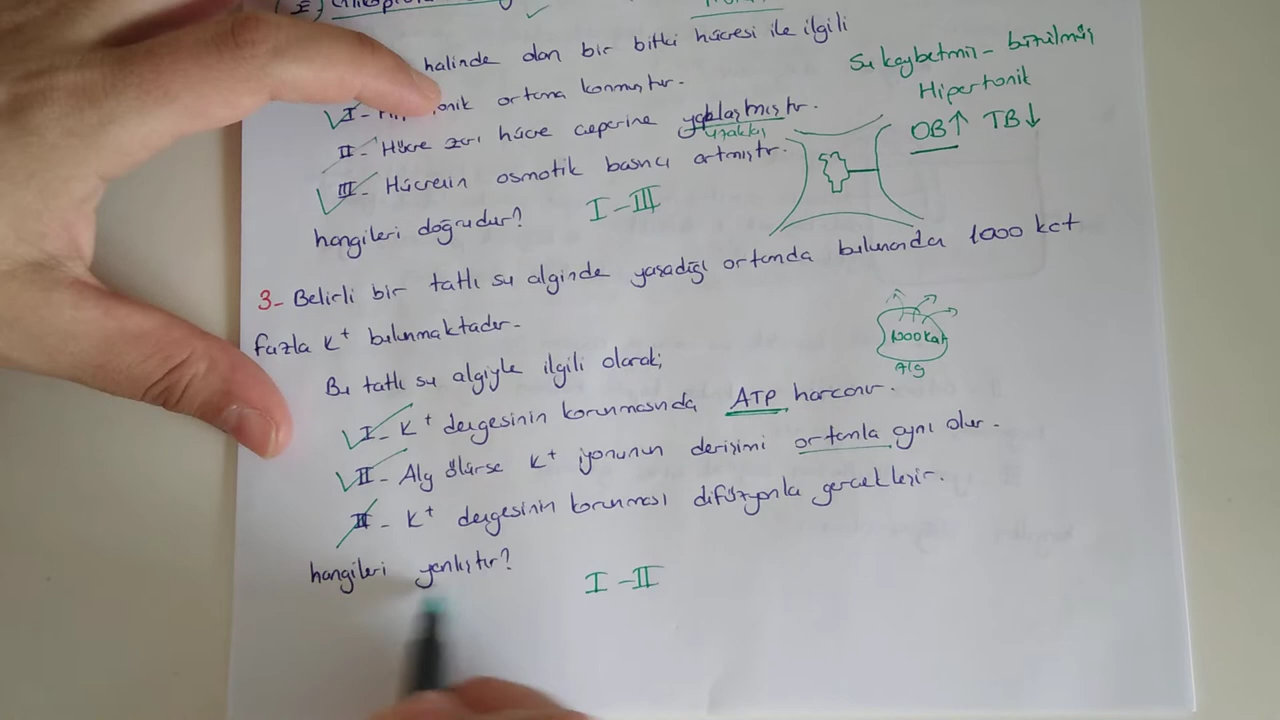 halinde olan bir bitki hücresi ile ilgili
I- onik ortama konmuştur.
II- Hücre zarı hücre çeperine yaklaşmıştır.
uzaklaş
III- Hücrenin osmotik basıncı artmıştır.
hangileri doğrudur?
I-III
Su kaybetmiş - büzülmüş
Hipertonik
OB↑ TB↓
3- Belirli bir tatlı su alginde yaşadığı ortamda bulunanda 1000 kat
fazla K+ bulunmaktadır.
Bu tatlı su algiyle ilgili olarak;
1000 kat
Alg
I- K+ dengesinin korunmasında ATP harcanır.
II- Alg ölürse K+ iyonunun derişimi ortamla aynı olur.
III- K+ dengesinin korunması difüzyonla gerçekleşir.
hangileri yanlıştır?
I-II